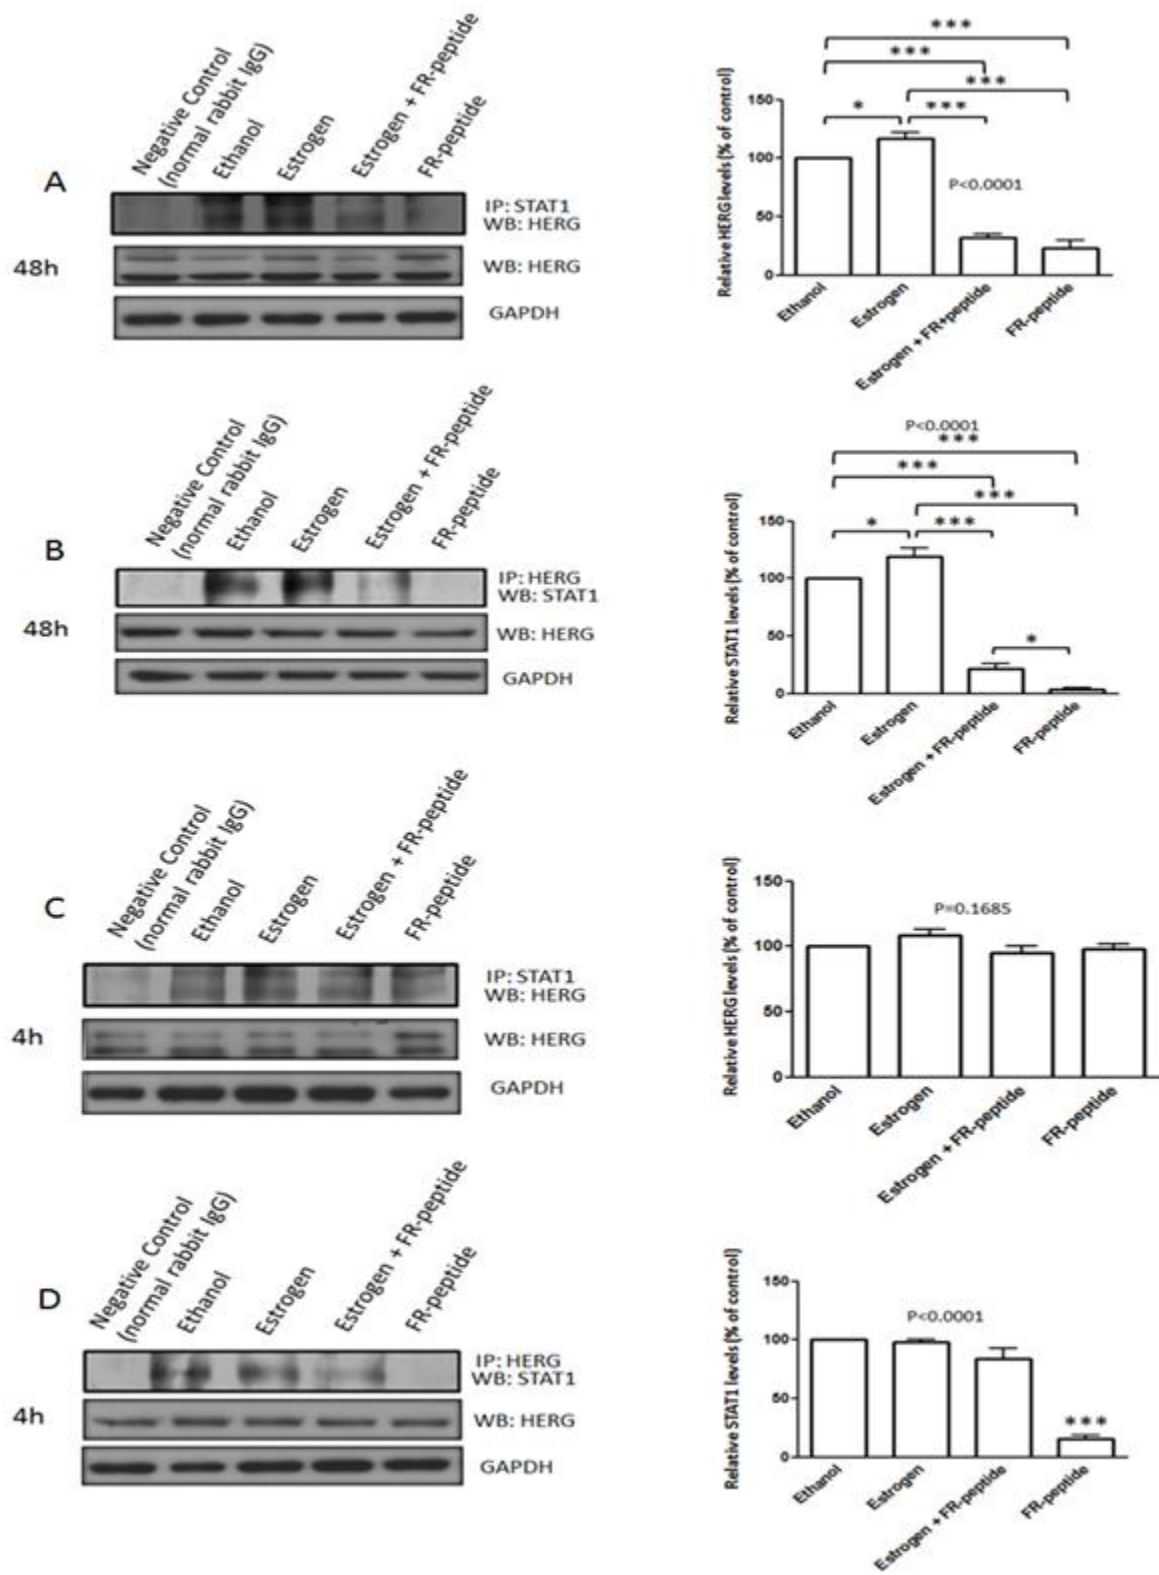 A
48h
Negative Control
(normal rabbit IgG)
Ethanol
Estrogen
Estrogen + FR-peptide
FR-peptide
IP: STAT1
WB: HERG
WB: HERG
GAPDH
Relative HERG levels (% of control)
150
100
50
0
***
***
***
*
***
P<0.0001
Ethanol
Estrogen
Estrogen + FR+peptide
FR-peptide
B
48h
Negative Control
(normal rabbit IgG)
Ethanol
Estrogen
Estrogen + FR-peptide
FR-peptide
IP: HERG
WB: STAT1
WB: HERG
GAPDH
Relative STAT1 levels (% of control)
150
100
50
0
P<0.0001
***
***
***
*
***
*
Ethanol
Estrogen
Estrogen + FR-peptide
FR-peptide
C
4h
Negative Control
(normal rabbit IgG)
Ethanol
Estrogen
Estrogen + FR-peptide
FR-peptide
IP: STAT1
WB: HERG
WB: HERG
GAPDH
Relative HERG levels (% of control)
150
100
50
0
P=0.1685
Ethanol
Estrogen
Estrogen + FR-peptide
FR-peptide
D
4h
Negative Control
(normal rabbit IgG)
Ethanol
Estrogen
Estrogen + FR-peptide
FR-peptide
IP: HERG
WB: STAT1
WB: HERG
GAPDH
Relative STAT1 levels (% of control)
150
100
50
0
P<0.0001
***
Ethanol
Estrogen
Estrogen + FR-peptide
FR-peptide